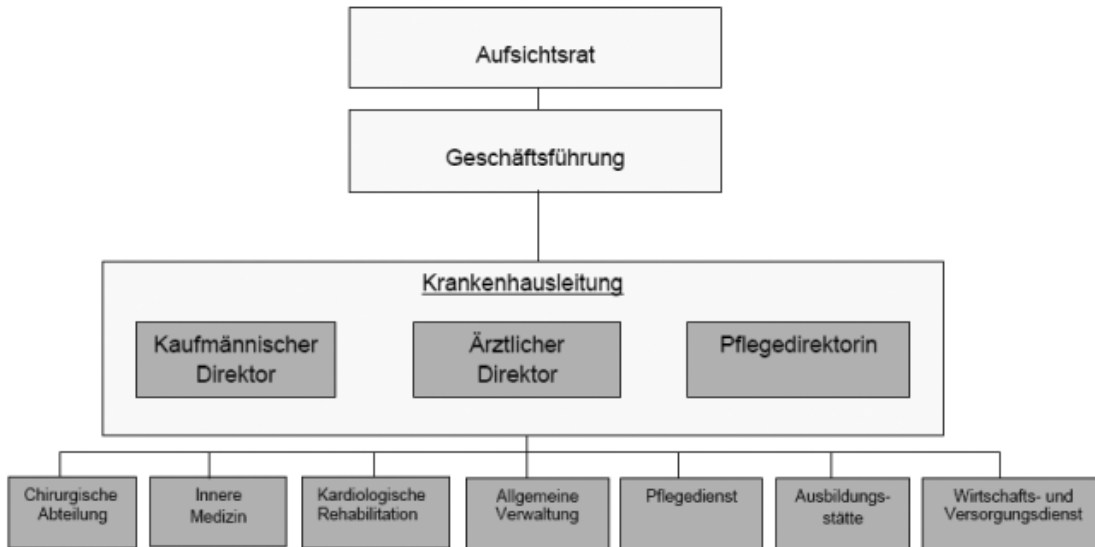 Aufsichtsrat
Geschäftsführung
Krankenhausleitung
Kaufmännischer
Direktor
Ärztlicher
Direktor
Pflegedirektorin
Chirurgische
Abteilung
Innere
Medizin
Kardiologische
Rehabilitation
Allgemeine
Verwaltung
Pflegedienst
Ausbildungs-
stätte
Wirtschafts- und
Versorgungsdienst